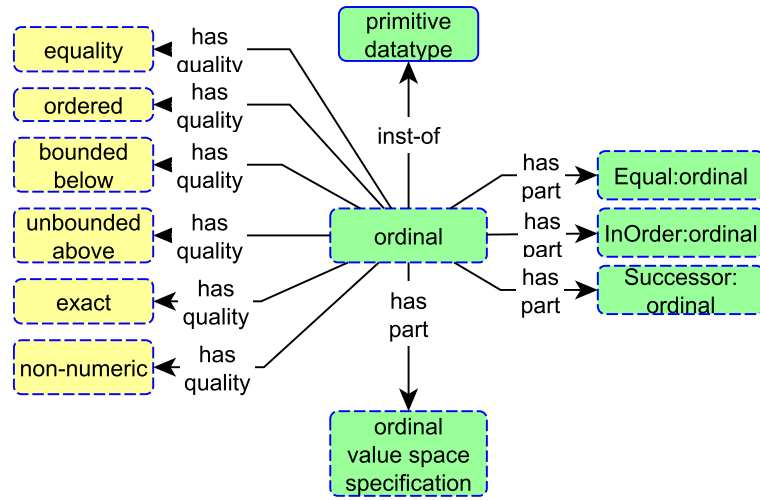 equality
has
quality
primitive
datatype
ordered
has
quality
inst-of
bounded
below
has
quality
has
part
Equal:ordinal
unbounded
above
has
quality
ordinal
has
part
InOrder:ordinal
exact
has
quality
has
part
has
part
Successor:
ordinal
non-numeric
has
quality
ordinal
value space
specification